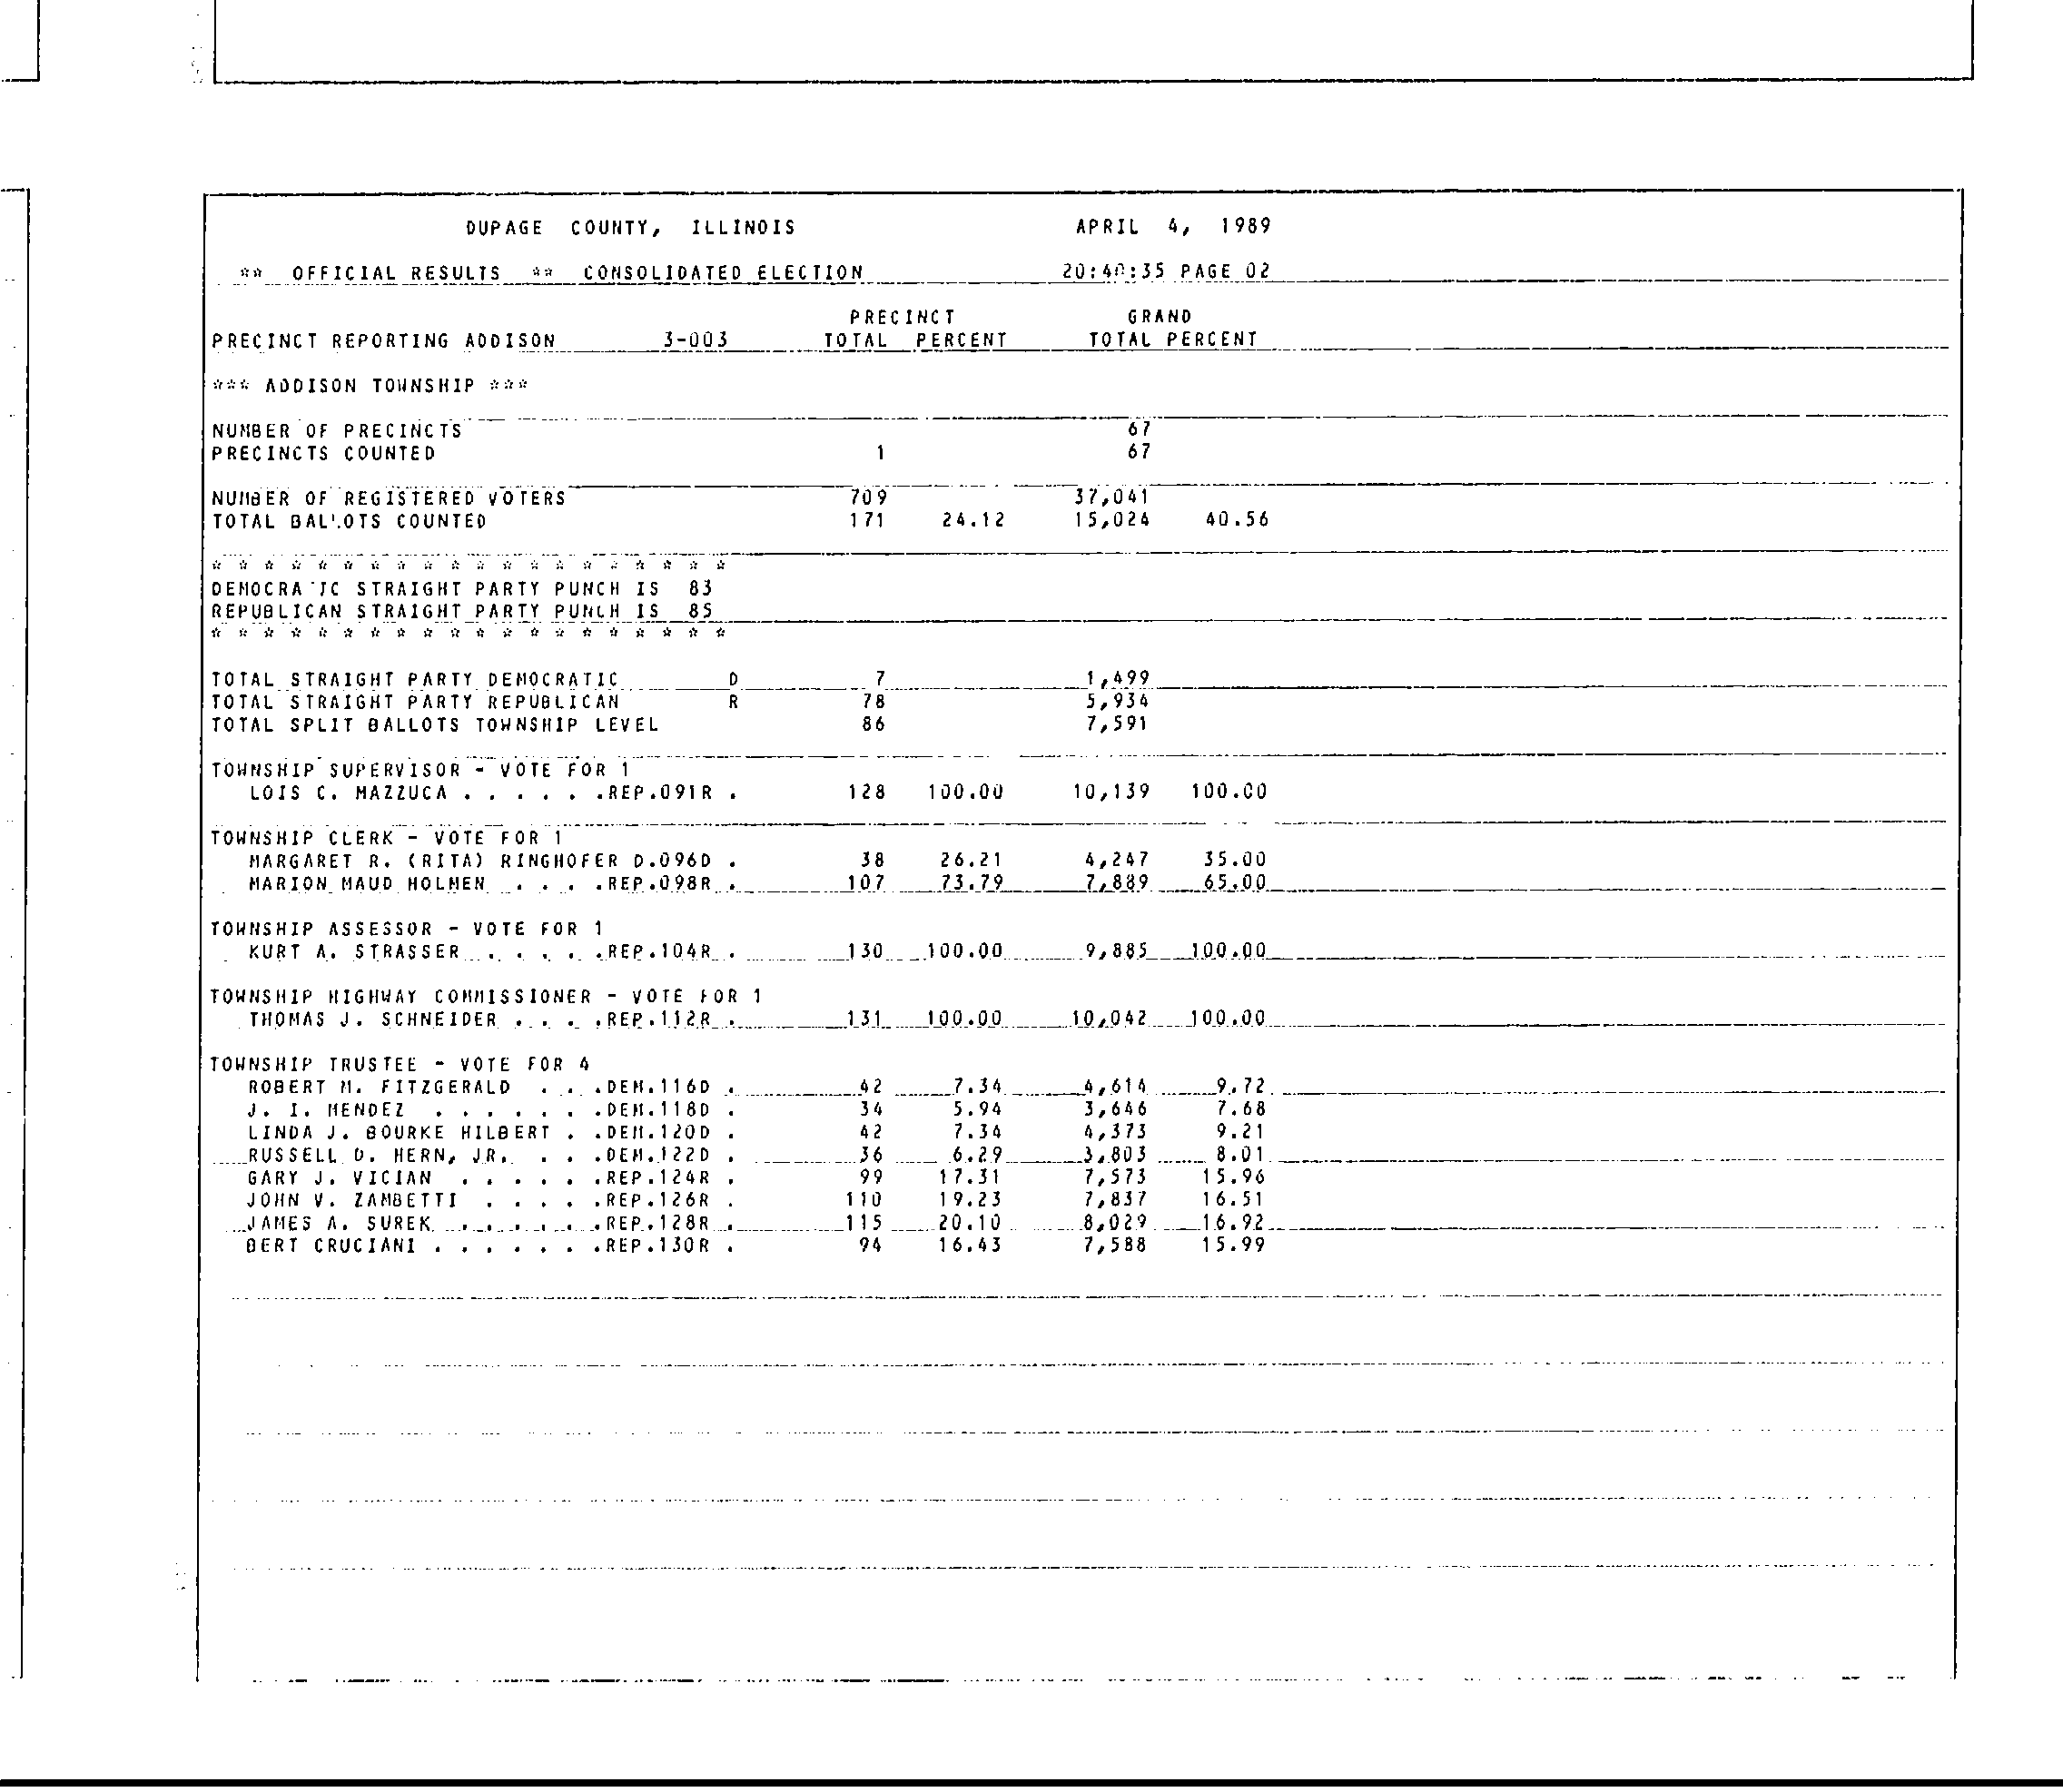 DUPAGE COUNTY, ILLINOIS APRIL 4, 1989
** OFFICIAL RESULTS ** CONSOLIDATED ELECTION 20:40:35 PAGE 02
PRECINCT GRAND
PRECINCT REPORTING ADDISON 3-003 TOTAL PERCENT TOTAL PERCENT
*** ADDISON TOWNSHIP ***
NUMBER OF PRECINCTS 67
PRECINCTS COUNTED 1 67
NUMBER OF REGISTERED VOTERS 709 37,041
TOTAL BALLOTS COUNTED 171 24.12 15,024 40.56
* * * * * * * * * * * * * * * * * * * *
DEMOCRATIC STRAIGHT PARTY PUNCH IS 83
REPUBLICAN STRAIGHT PARTY PUNCH IS 85
* * * * * * * * * * * * * * * * * * * *
TOTAL STRAIGHT PARTY DEMOCRATIC D 7 1,499
TOTAL STRAIGHT PARTY REPUBLICAN R 78 5,934
TOTAL SPLIT BALLOTS TOWNSHIP LEVEL 86 7,591
TOWNSHIP SUPERVISOR - VOTE FOR 1
LOIS C. MAZZUCA . . . . . .REP.091R . 128 100.00 10,139 100.00
TOWNSHIP CLERK - VOTE FOR 1
MARGARET R. (RITA) RINGHOFER D.096D . 38 26.21 4,247 35.00
MARION MAUD HOLMEN . . . .REP.098R . 107 73.79 7,889 65.00
TOWNSHIP ASSESSOR - VOTE FOR 1
KURT A. STRASSER . . . . . .REP.104R . 130 100.00 9,885 100.00
TOWNSHIP HIGHWAY COMMISSIONER - VOTE FOR 1
THOMAS J. SCHNEIDER . . . .REP.112R . 131 100.00 10,042 100.00
TOWNSHIP TRUSTEE - VOTE FOR 4
ROBERT M. FITZGERALD . . .DEM.116D . 42 7.34 4,614 9.72
J. I. MENDEZ . . . . . . .DEM.118D . 34 5.94 3,646 7.68
LINDA J. BOURKE HILBERT . .DEM.120D . 42 7.34 4,373 9.21
RUSSELL D. HERN, JR. . . .DEM.122D . 36 6.29 3,803 8.01
GARY J. VICIAN . . . . . .REP.124R . 99 17.31 7,573 15.96
JOHN V. ZAMBETTI . . . . .REP.126R . 110 19.23 7,837 16.51
JAMES A. SUREK . . . . . .REP.128R . 115 20.10 8,029 16.92
BERT CRUCIANI . . . . . . .REP.130R . 94 16.43 7,588 15.99